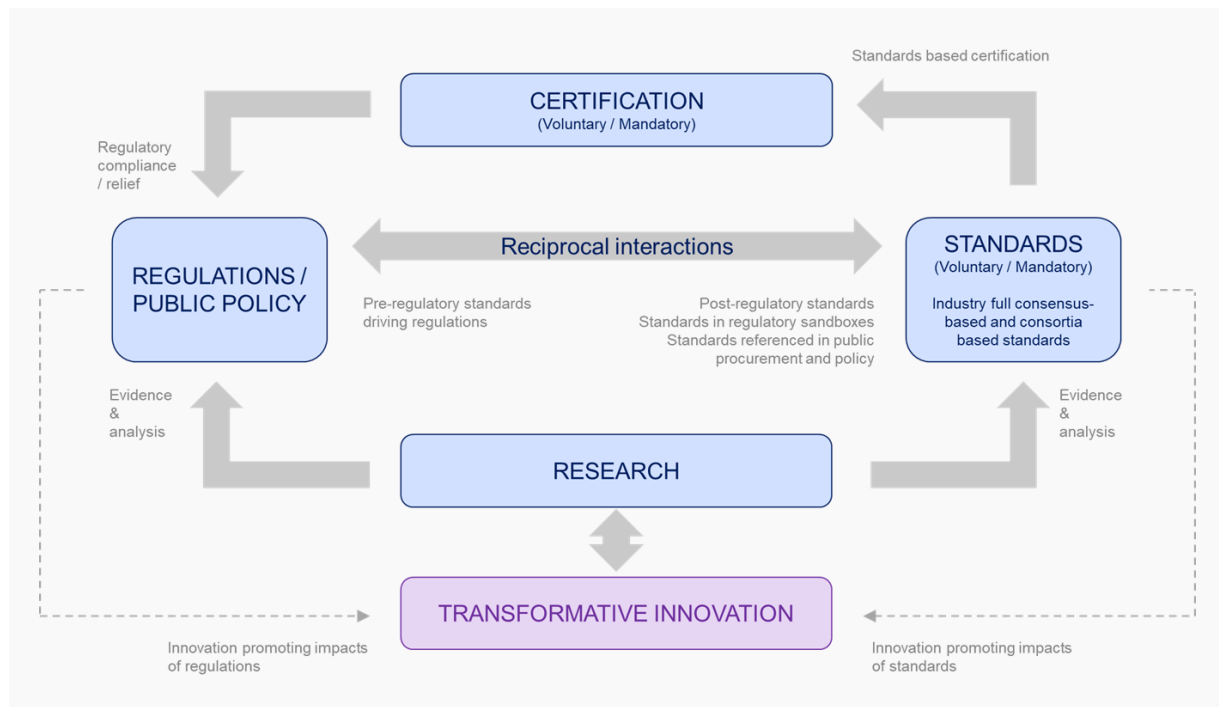 Standards based certification
CERTIFICATION
(Voluntary / Mandatory)
Regulatory
compliance
/ relief
REGULATIONS /
PUBLIC POLICY
Reciprocal interactions
STANDARDS
(Voluntary / Mandatory)
Industry full consensus-
based and consortia
based standards
Pre-regulatory standards
driving regulations
Post-regulatory standards
Standards in regulatory sandboxes
Standards referenced in public
procurement and policy
Evidence
&
analysis
Evidence
&
analysis
RESEARCH
TRANSFORMATIVE INNOVATION
Innovation promoting impacts
of regulations
Innovation promoting impacts
of standards